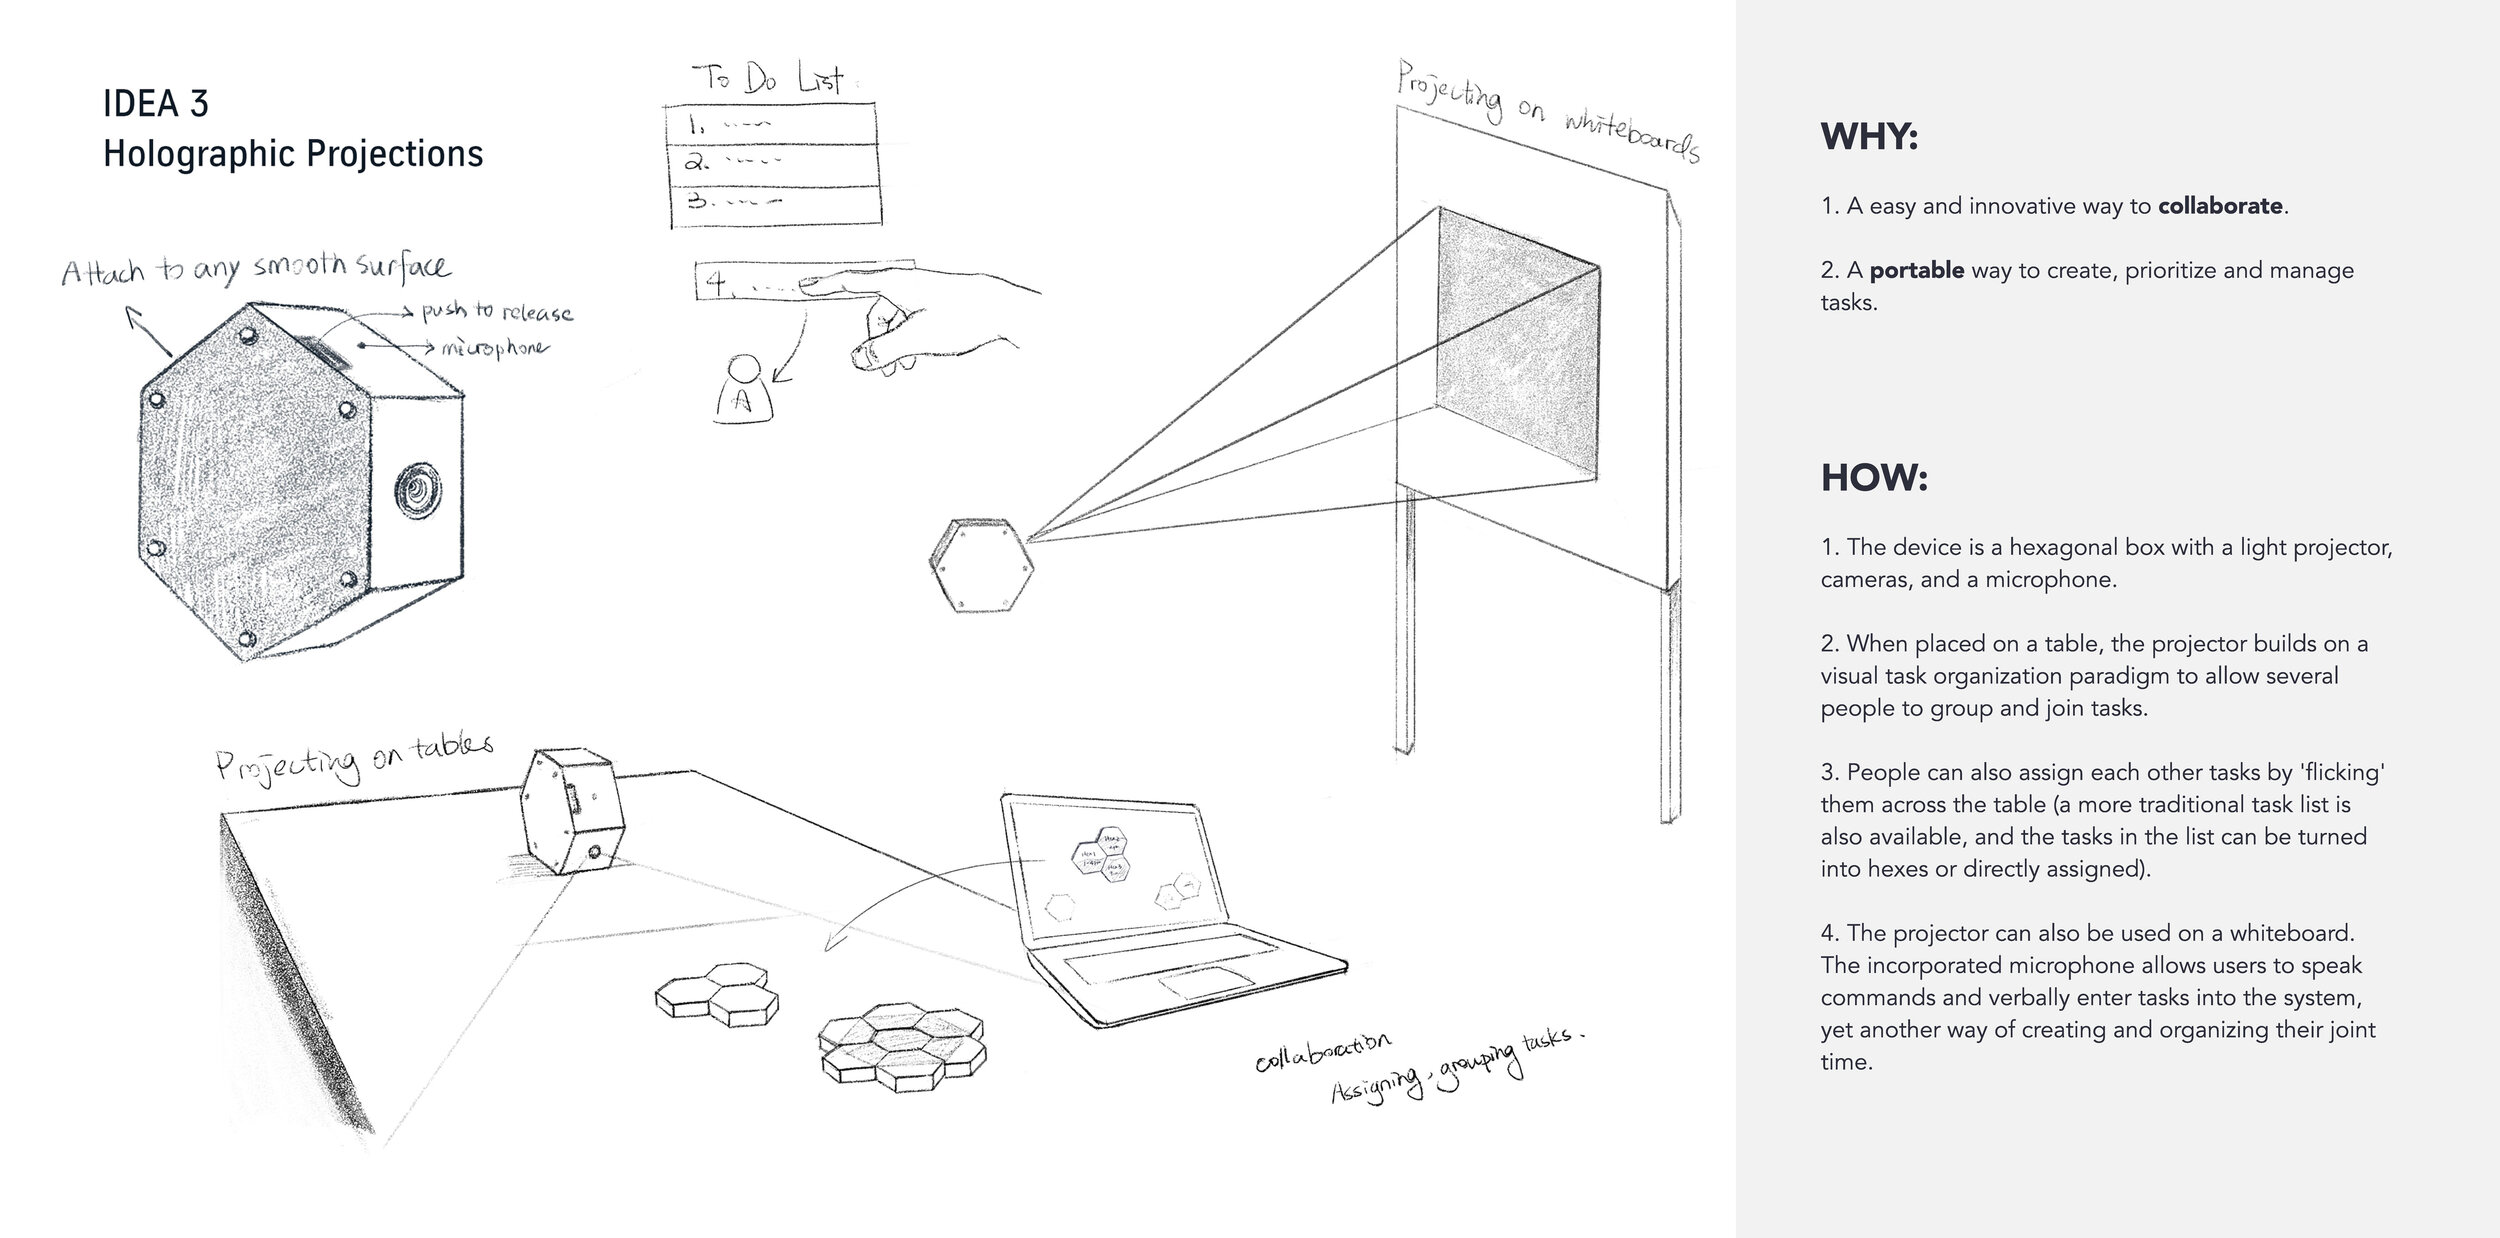 IDEA 3
Holographic Projections
To Do List
1. ----
2. ----
3. ----
4. ----
A
Attach to any smooth surface
push to release
microphone
Projecting on whiteboards
Projecting on tables
collaboration
Assigning, grouping tasks.
WHY:
1. A easy and innovative way to collaborate.
2. A portable way to create, prioritize and manage
tasks.
HOW:
1. The device is a hexagonal box with a light projector,
cameras, and a microphone.
2. When placed on a table, the projector builds on a
visual task organization paradigm to allow several
people to group and join tasks.
3. People can also assign each other tasks by 'flicking'
them across the table (a more traditional task list is
also available, and the tasks in the list can be turned
into hexes or directly assigned).
4. The projector can also be used on a whiteboard.
The incorporated microphone allows users to speak
commands and verbally enter tasks into the system,
yet another way of creating and organizing their joint
time.